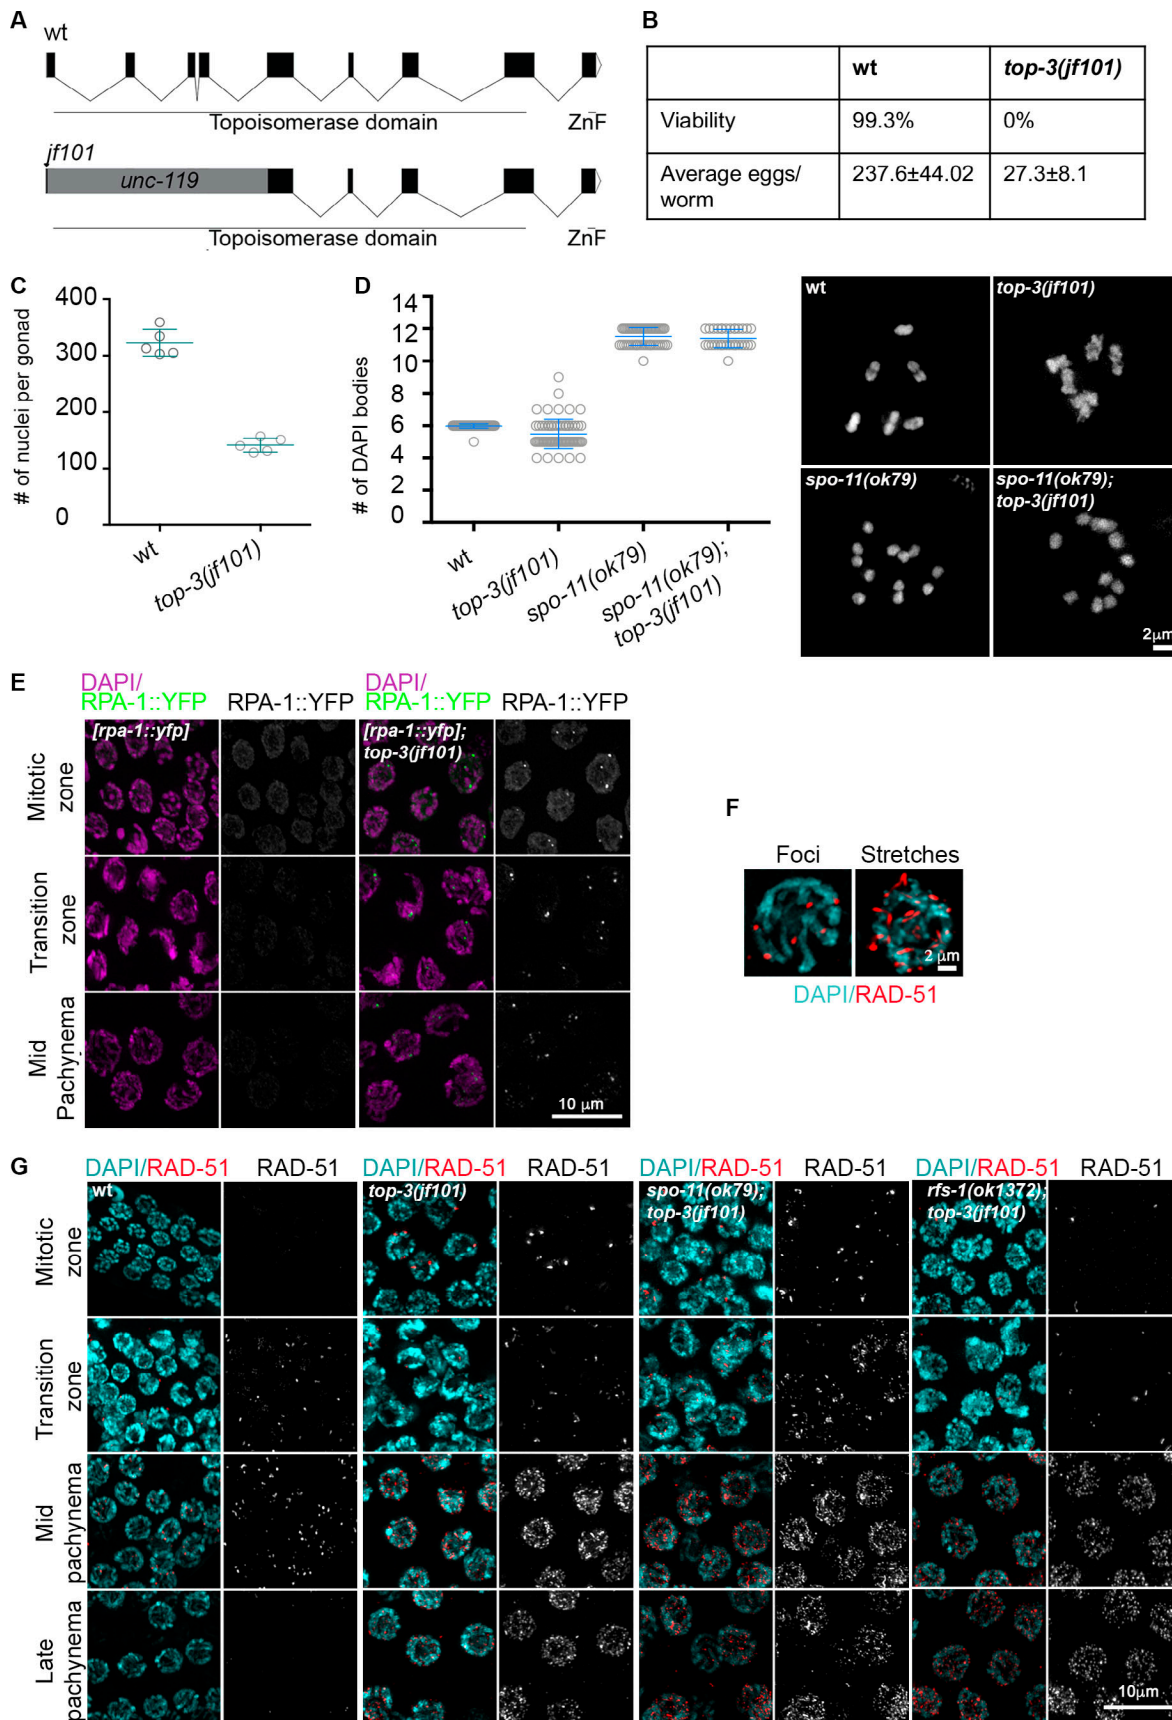 A
wt
Topoisomerase domain
ZnF
jf101
unc-119
Topoisomerase domain
ZnF
B
wt
top-3(jf101)
Viability
99.3%
0%
Average eggs/
worm
237.6±44.02
27.3±8.1
C
# of nuclei per gonad
400
300
200
100
0
wt
top-3(jf101)
D
# of DAPI bodies
14
12
10
8
6
4
2
0
wt
top-3(jf101)
spo-11(ok79)
spo-11(ok79);
top-3(jf101)
wt
top-3(jf101)
spo-11(ok79)
spo-11(ok79);
top-3(jf101)
2μm
E
DAPI/
RPA-1::YFP
RPA-1::YFP
DAPI/
RPA-1::YFP
RPA-1::YFP
[rpa-1::yfp]
[rpa-1::yfp];
top-3(jf101)
Mitotic
zone
Transition
zone
Mid
Pachynema
10 μm
F
Foci
Stretches
2 μm
DAPI/RAD-51
G
DAPI/RAD-51
RAD-51
DAPI/RAD-51
RAD-51
DAPI/RAD-51
RAD-51
DAPI/RAD-51
RAD-51
wt
top-3(jf101)
spo-11(ok79);
top-3(jf101)
rfs-1(ok1372);
top-3(jf101)
Mitotic
zone
Transition
zone
Mid
pachynema
Late
pachynema
10μm